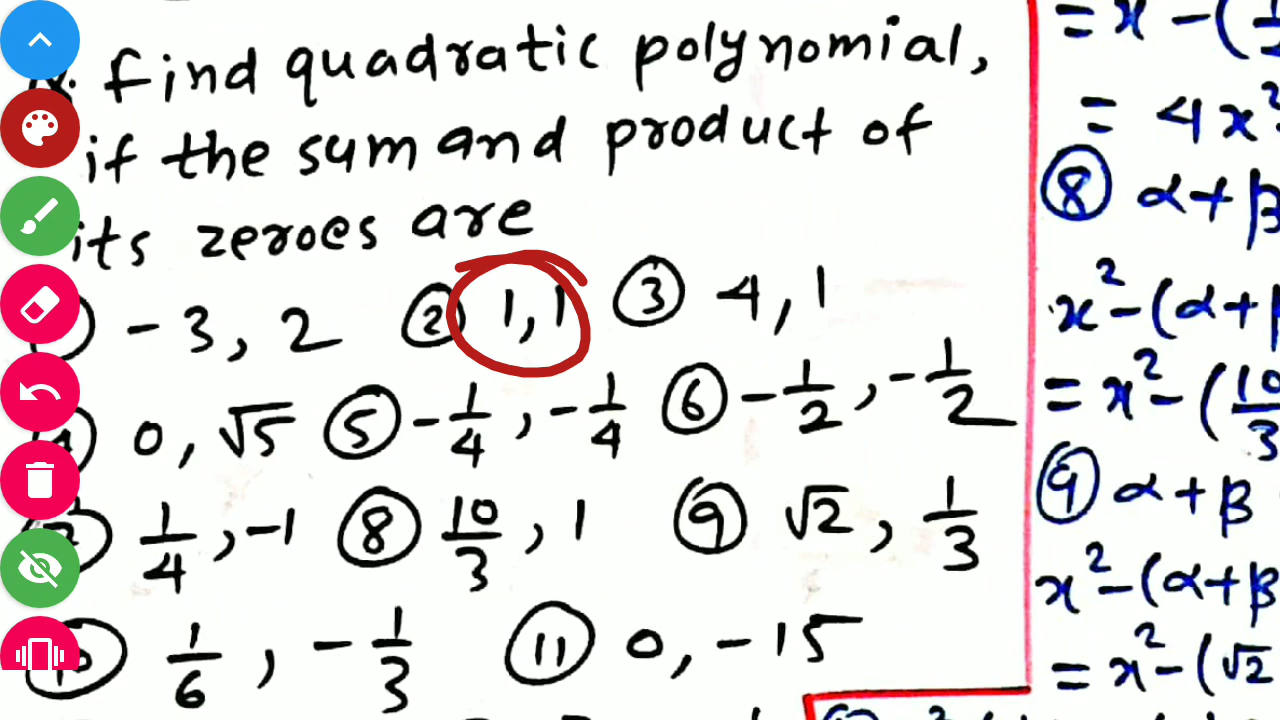 find quadratic polynomial,
if the sum and product of
its zeroes are
-3, 2 ② 1, 1 ③ 4, 1
0, √5 ⑤ -1/4, -1/4 ⑥ -1/2, -1/2
1/4, -1 ⑧ 10/3, 1 ⑨ √2, 1/3
⑩ 1/6, -1/3 ⑪ 0, -15
= x - (
= 4x²
⑧ α + β
x² - (α + β
= x² - (10/3
⑨ α + β
x² - (α + β
= x² - (√2